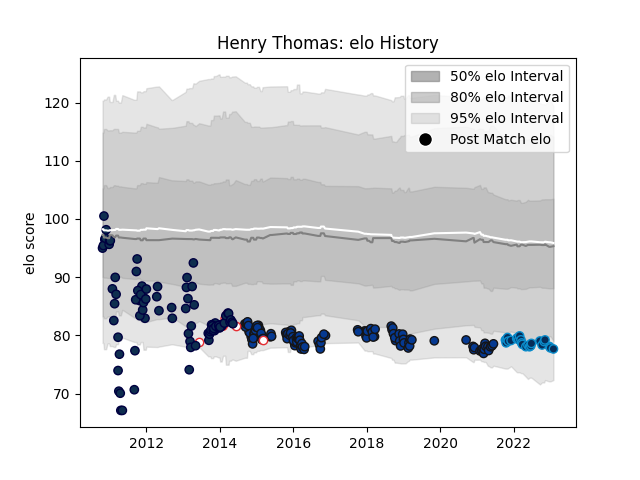 Henry Thomas: elo History
50% elo Interval
80% elo Interval
95% elo Interval
Post Match elo
elo score
120
110
100
90
80
70
2012
2014
2016
2018
2020
2022